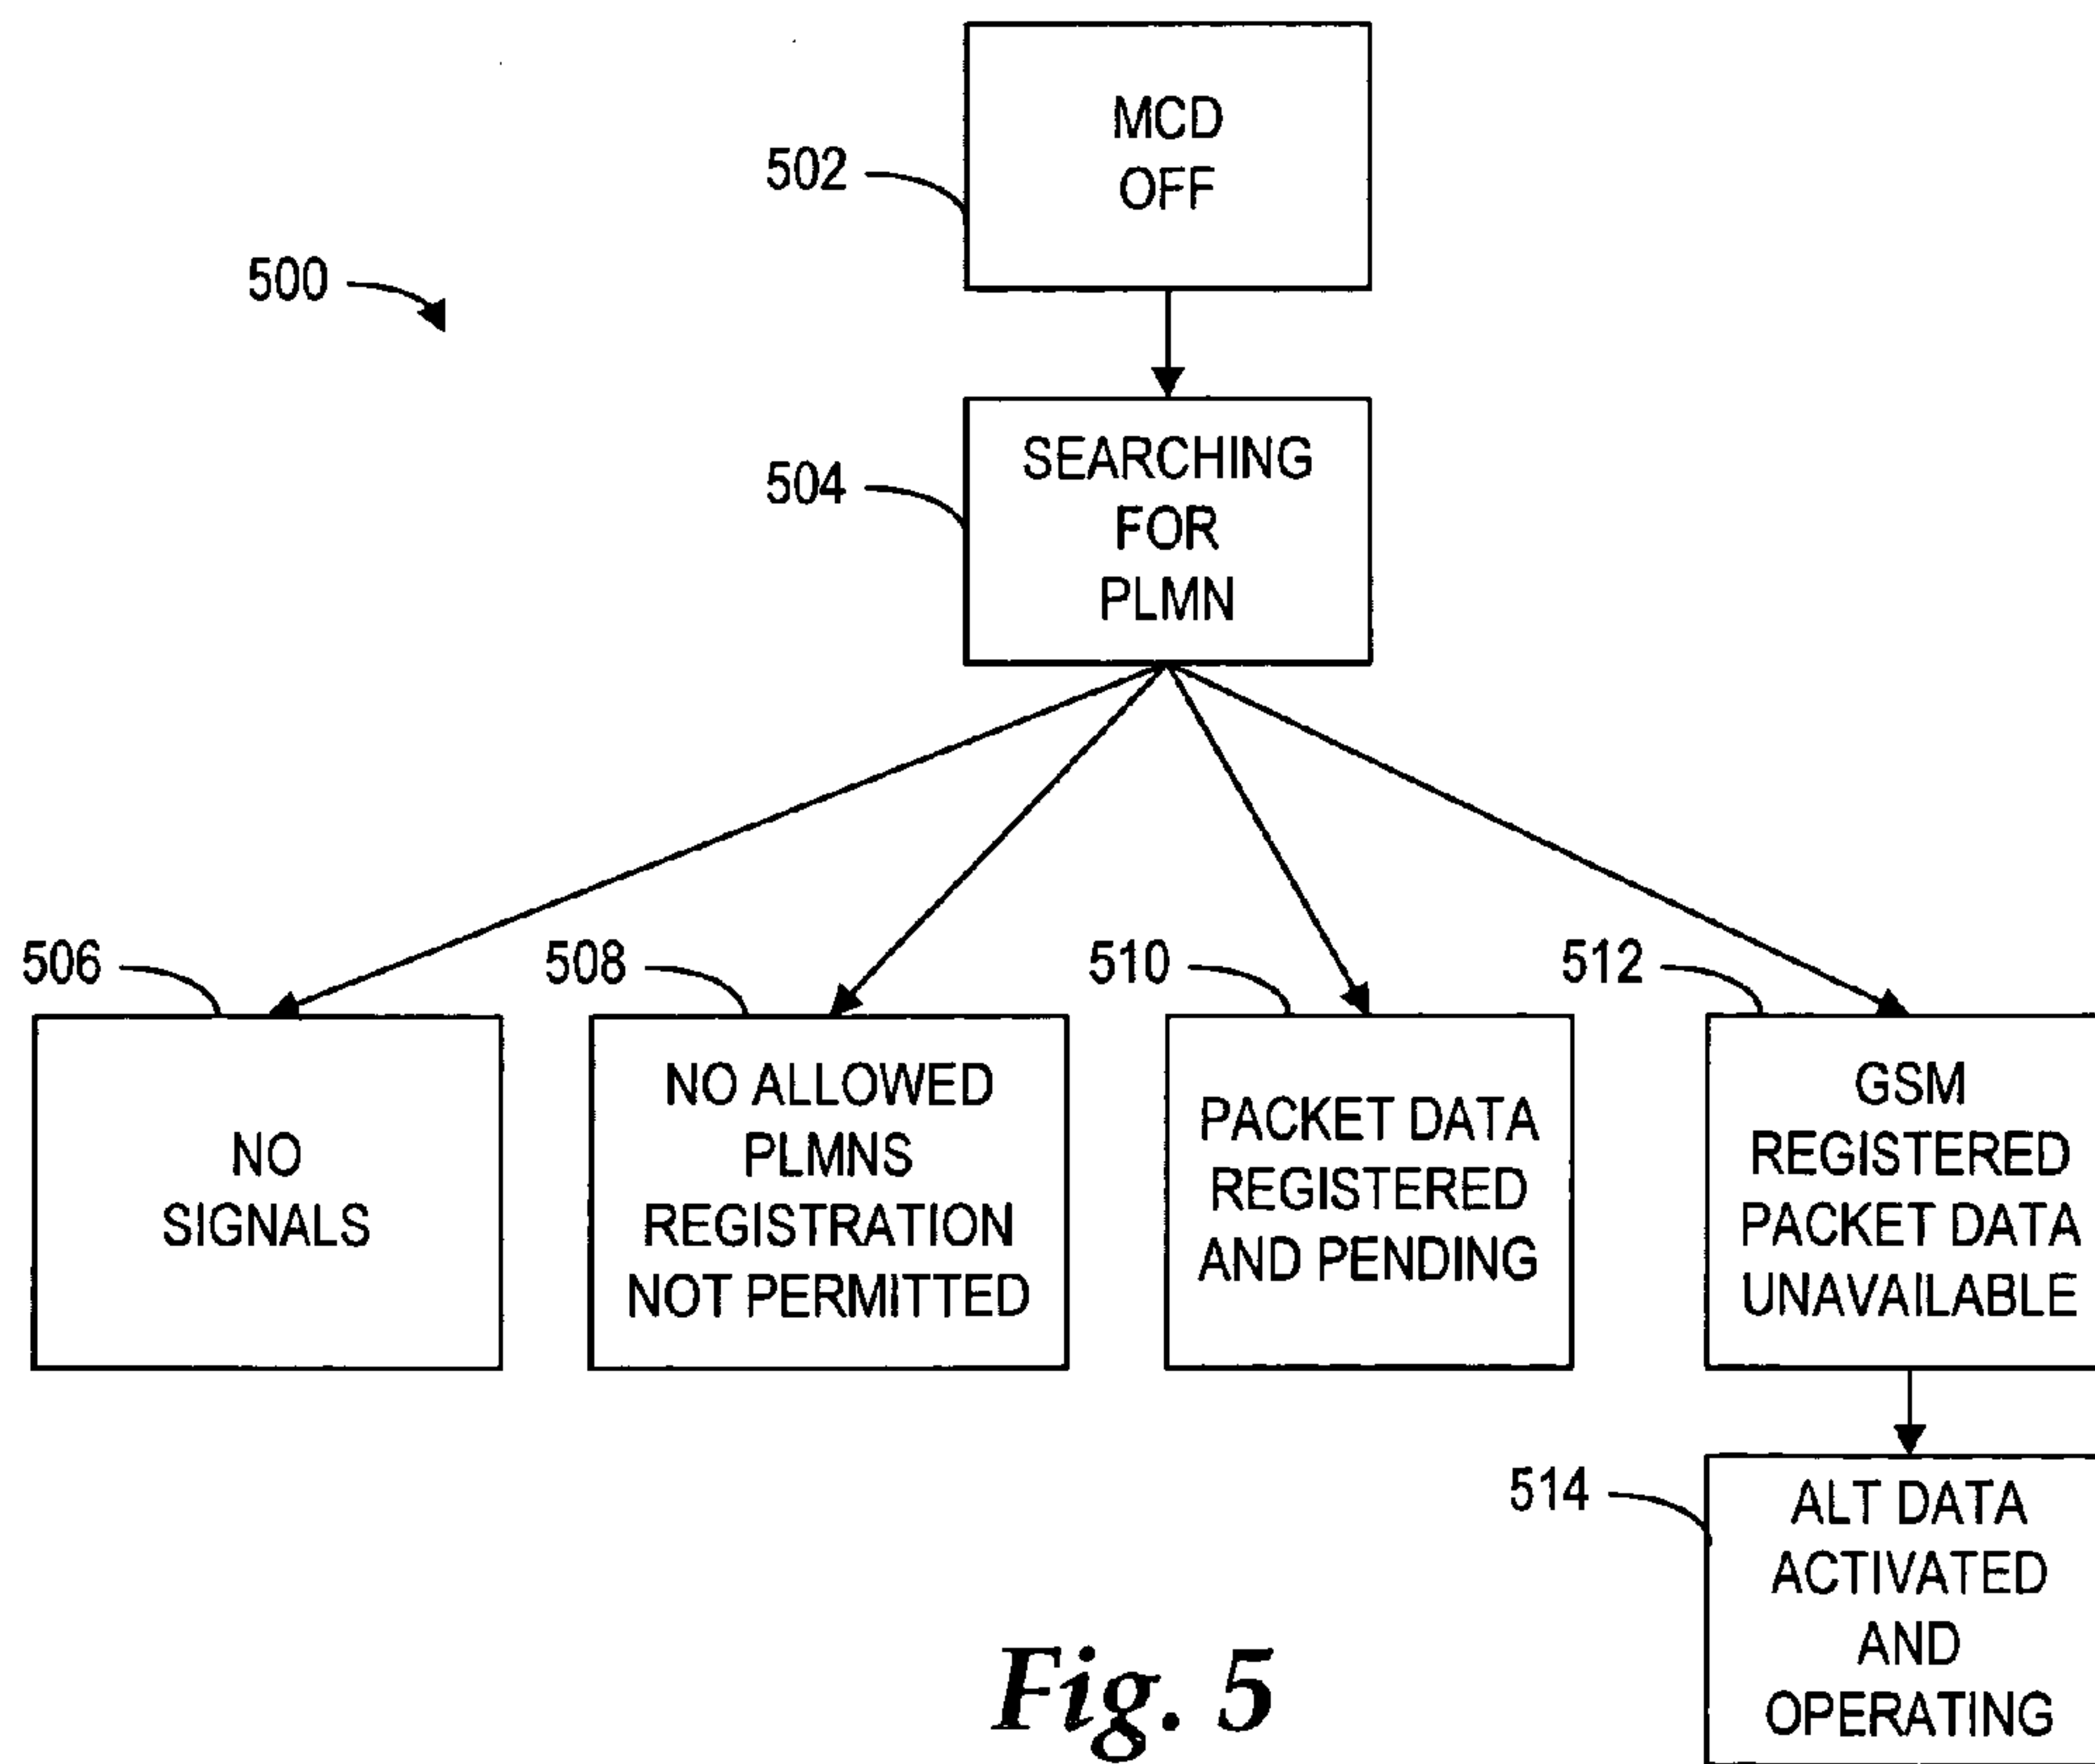 MCD
OFF
502
500
SEARCHING
FOR
PLMN
504
506
508
510
512
NO
SIGNALS
NO ALLOWED
PLMNS
REGISTRATION
NOT PERMITTED
PACKET DATA
REGISTERED
AND PENDING
GSM
REGISTERED
PACKET DATA
UNAVAILABLE
514
ALT DATA
ACTIVATED
AND
OPERATING
Fig. 5